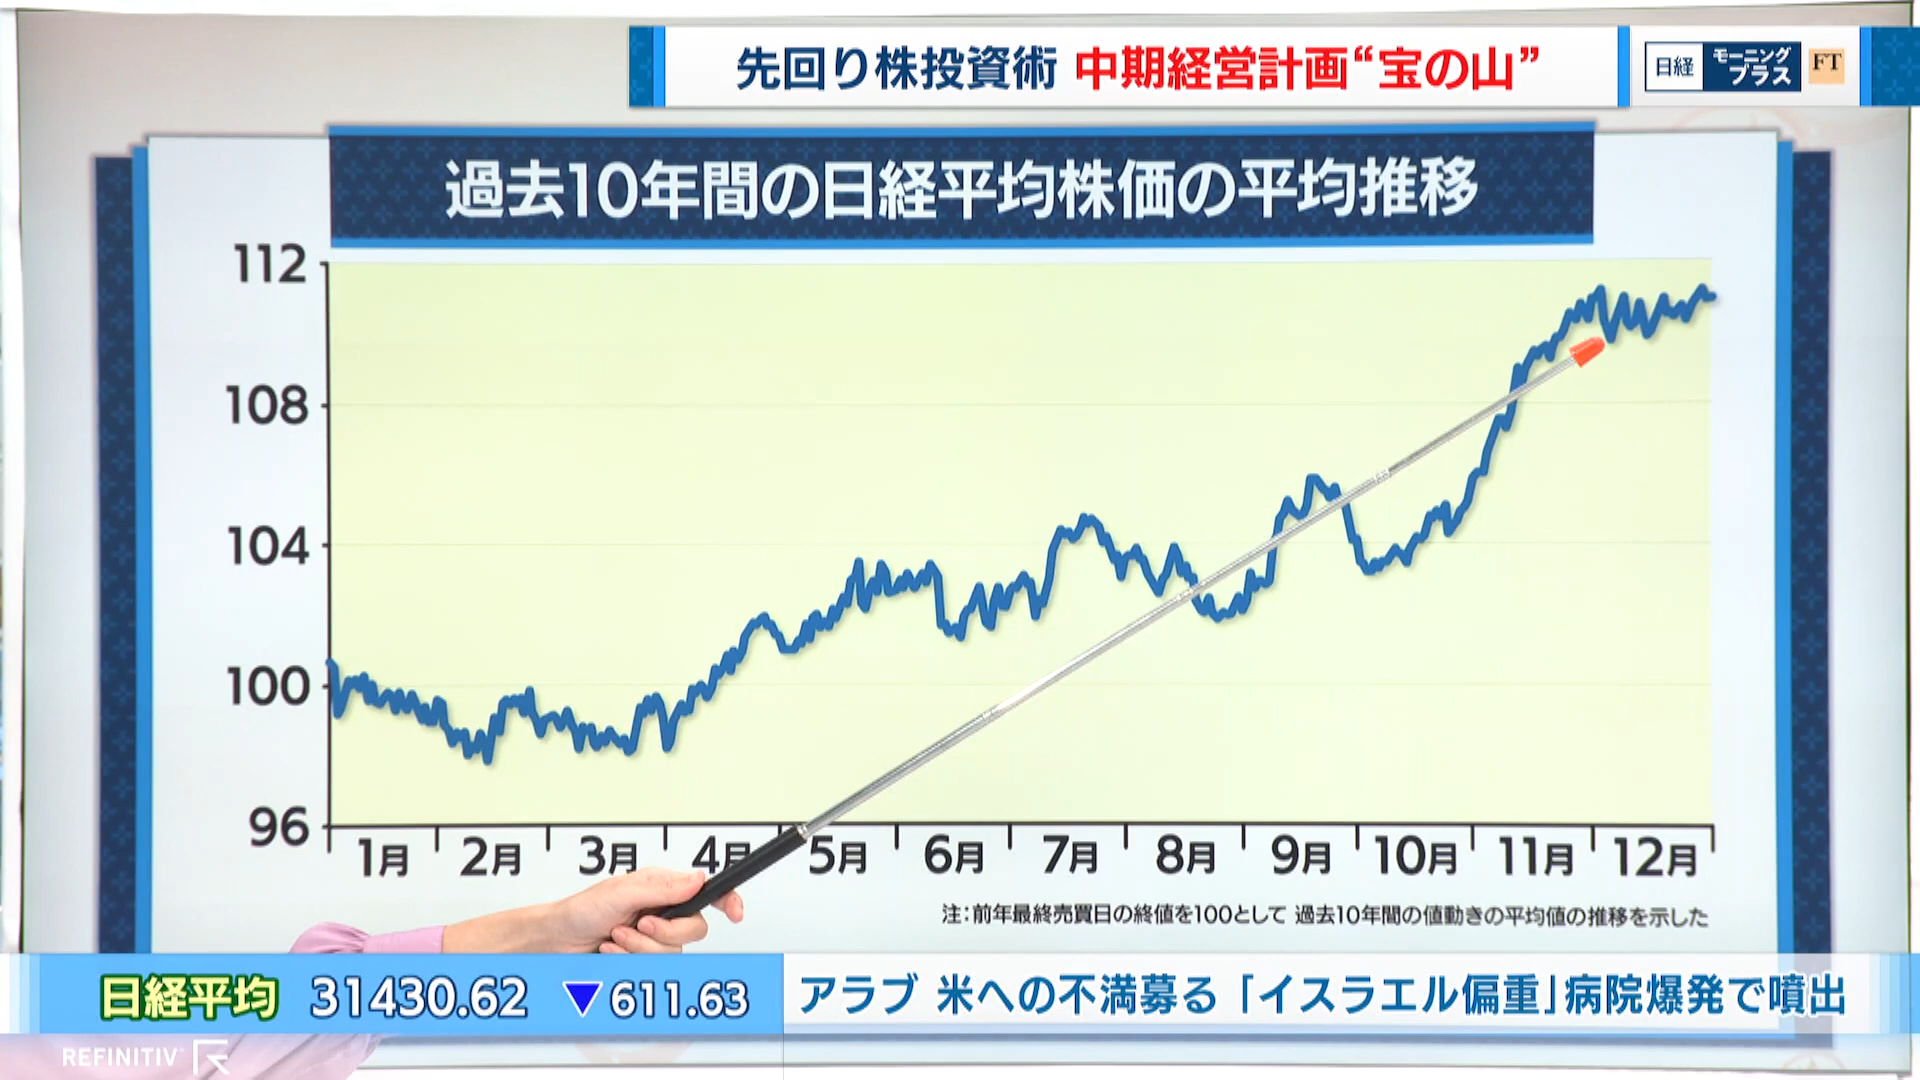 先回り株投資術 中期経営計画“宝の山”
日経 モーニングプラス FT
過去10年間の日経平均株価の平均推移
112
108
104
100
96
1月 2月 3月 4月 5月 6月 7月 8月 9月 10月 11月 12月
注:前年最終売買日の終値を100として 過去10年間の値動きの平均値の推移を示した
日経平均 31430.62 ▼611.63
アラブ 米への不満募る「イスラエル偏重」病院爆発で噴出
REFINITIV